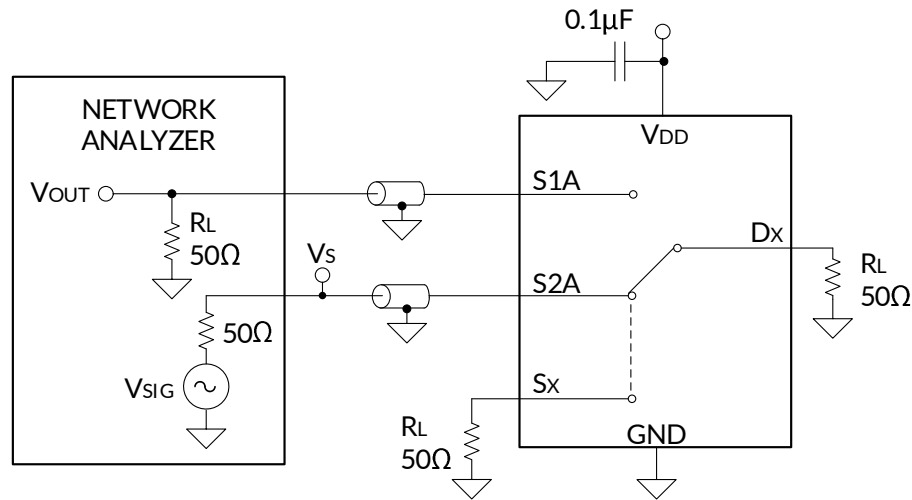 0.1µF
NETWORK
ANALYZER
VDD
VOUT
S1A
RL
50Ω
VS
DX
S2A
RL
50Ω
50Ω
VSIG
SX
RL
50Ω
GND